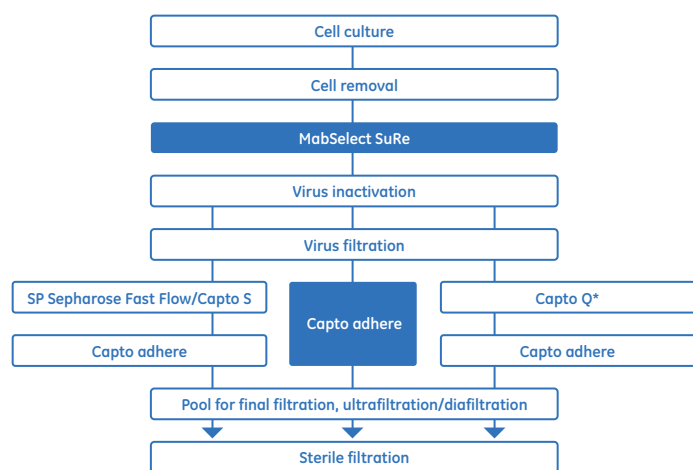 Cell culture
Cell removal
MabSelect SuRe
Virus inactivation
Virus filtration
SP Sepharose Fast Flow/Capto S
Capto adhere
Capto adhere
Capto Q*
Capto adhere
Pool for final filtration, ultrafiltration/diafiltration
Sterile filtration